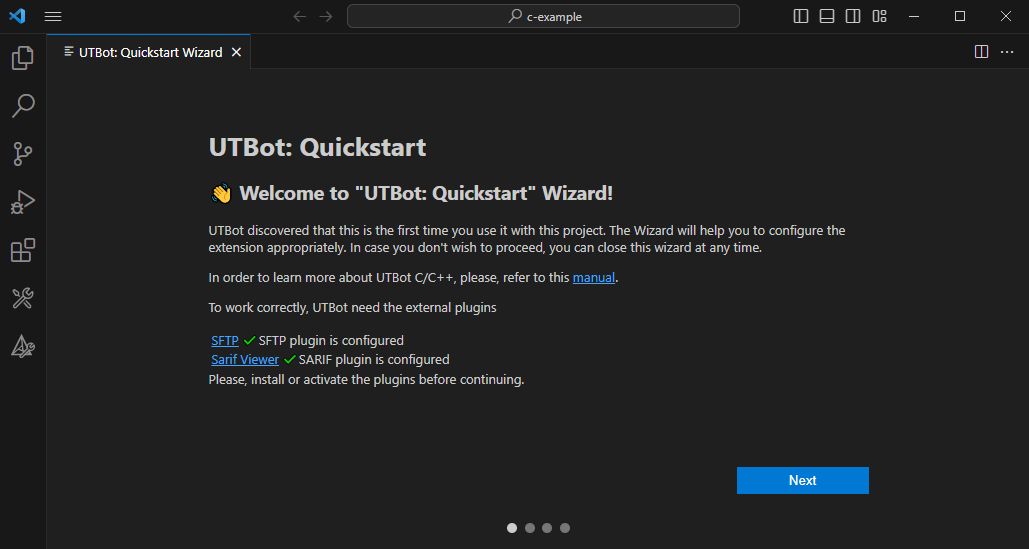 c-example
UTBot: Quickstart Wizard
UTBot: Quickstart
👋 Welcome to "UTBot: Quickstart" Wizard!
UTBot discovered that this is the first time you use it with this project. The Wizard will help you to configure the
extension appropriately. In case you don't wish to proceed, you can close this wizard at any time.
In order to learn more about UTBot C/C++, please, refer to this manual.
To work correctly, UTBot need the external plugins
SFTP ✓ SFTP plugin is configured
Sarif Viewer ✓ SARIF plugin is configured
Please, install or activate the plugins before continuing.
Next